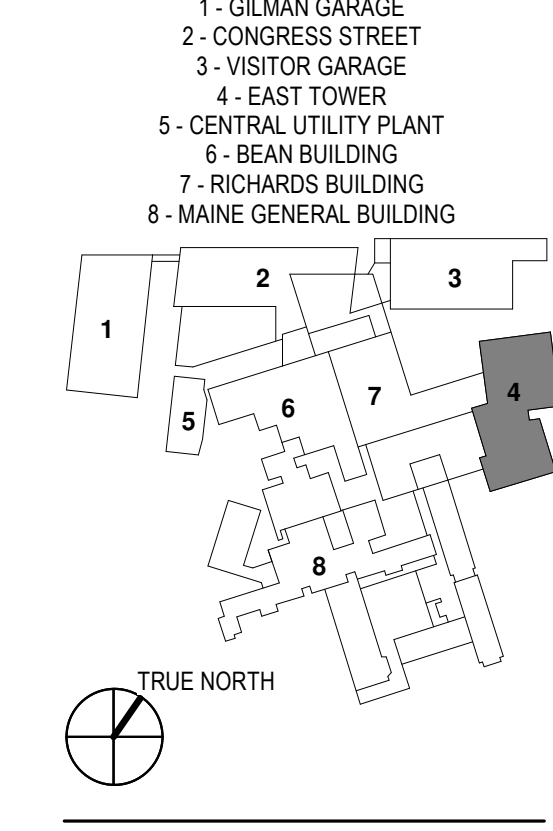 1 - GILMAN GARAGE
2 - CONGRESS STREET
3 - VISITOR GARAGE
4 - EAST TOWER
5 - CENTRAL UTILITY PLANT
6 - BEAN BUILDING
7 - RICHARDS BUILDING
8 - MAINE GENERAL BUILDING
2
3
1
4
7
6
5
8
TRUE NORTH